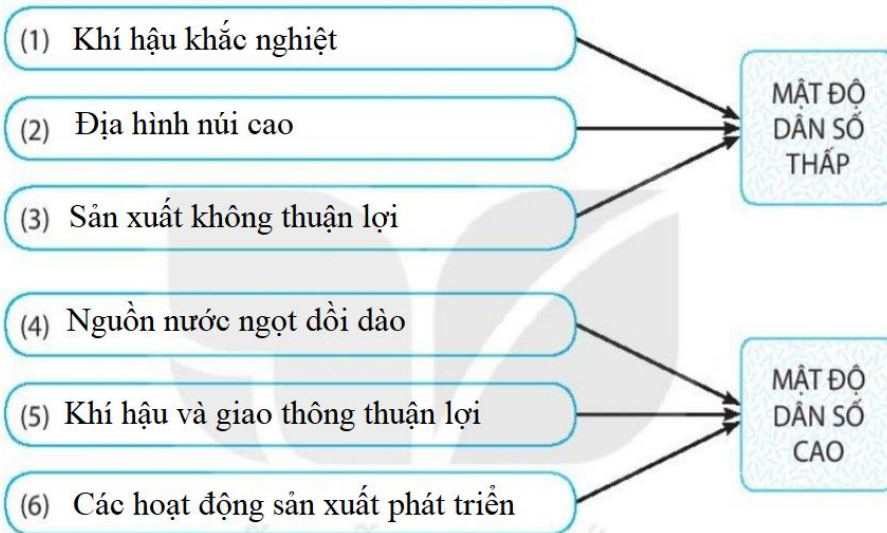 (1) Khí hậu khắc nghiệt
(2) Địa hình núi cao
(3) Sản xuất không thuận lợi
MẬT ĐỘ
DÂN SỐ
THẤP
(4) Nguồn nước ngọt dồi dào
(5) Khí hậu và giao thông thuận lợi
(6) Các hoạt động sản xuất phát triển
MẬT ĐỘ
DÂN SỐ
CAO